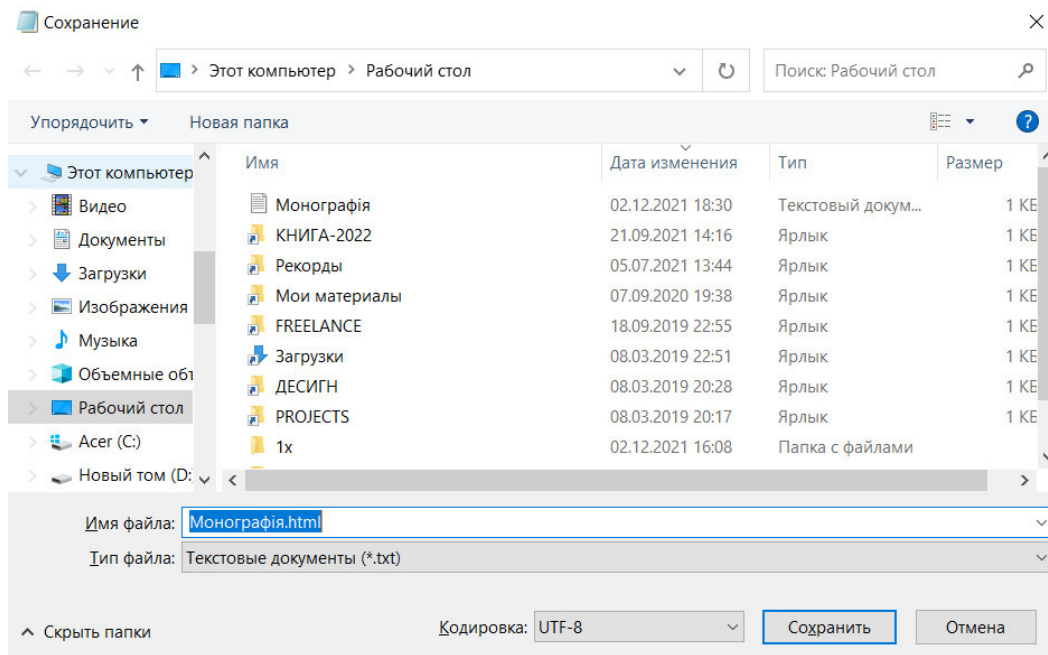 Сохранение
Этот компьютер > Рабочий стол
Поиск: Рабочий стол
Упорядочить Новая папка
Имя Дата изменения Тип Размер
Этот компьютер
Видео
Документы
Загрузки
Изображения
Музыка
Объемные объ
Рабочий стол
Acer (C:)
Новый том (D:
Монографія 02.12.2021 18:30 Текстовый докум... 1 КБ
КНИГА-2022 21.09.2021 14:16 Ярлык 1 КБ
Рекорды 05.07.2021 13:44 Ярлык 1 КБ
Мои материалы 07.09.2020 19:38 Ярлык 1 КБ
FREELANCE 18.09.2019 22:55 Ярлык 1 КБ
Загрузки 08.03.2019 22:51 Ярлык 1 КБ
ДЕСИГН 08.03.2019 20:28 Ярлык 1 КБ
PROJECTS 08.03.2019 20:17 Ярлык 1 КБ
1x 02.12.2021 16:08 Папка с файлами
Имя файла: Монографія.html
Тип файла: Текстовые документы (*.txt)
Скрыть папки
Кодировка: UTF-8
Сохранить
Отмена